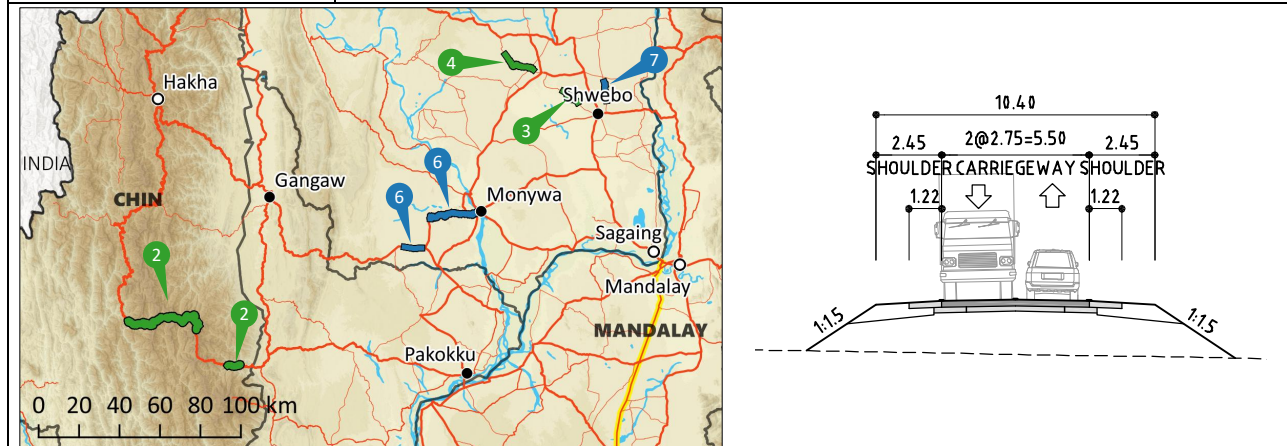 7
4
Hakha
Shwebo
3
INDIA
6
Gangaw
6
Monywa
CHIN
Sagaing
2
Mandalay
2
MANDALAY
Pakokku
0 20 40 60 80 100 km
10.40
2.45 2@2.75=5.50 2.45
SHOULDER CARRIEGEWAY SHOULDER
1.22 1.22
1:1.5 1:1.5